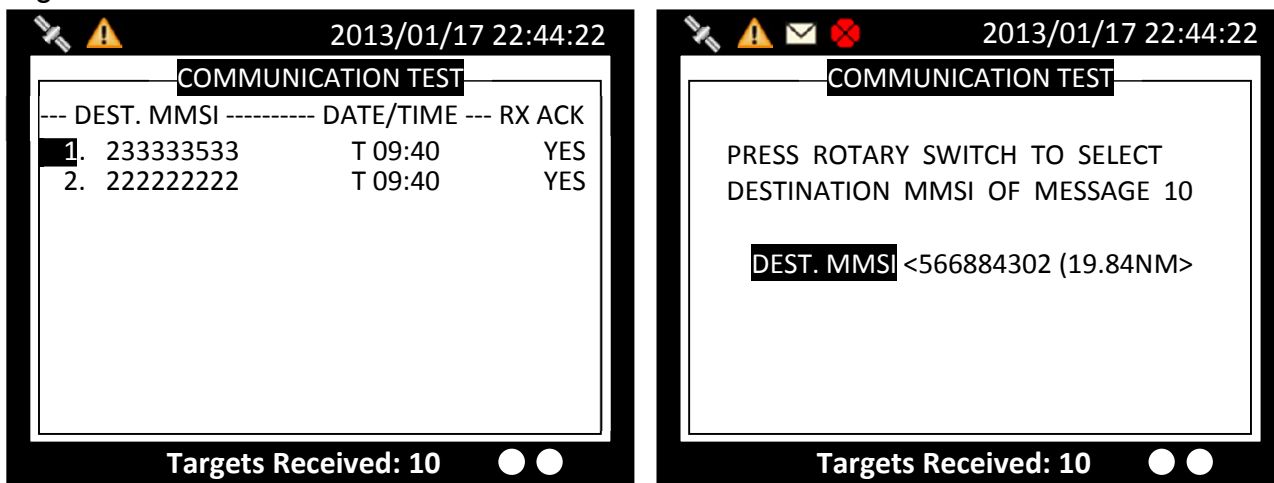 2013/01/17 22:44:22
COMMUNICATION TEST
--- DEST. MMSI ---------- DATE/TIME --- RX ACK
1. 233333533 T 09:40 YES
2. 222222222 T 09:40 YES
Targets Received: 10
2013/01/17 22:44:22
COMMUNICATION TEST
PRESS ROTARY SWITCH TO SELECT
DESTINATION MMSI OF MESSAGE 10
DEST. MMSI <566884302 (19.84NM>
Targets Received: 10